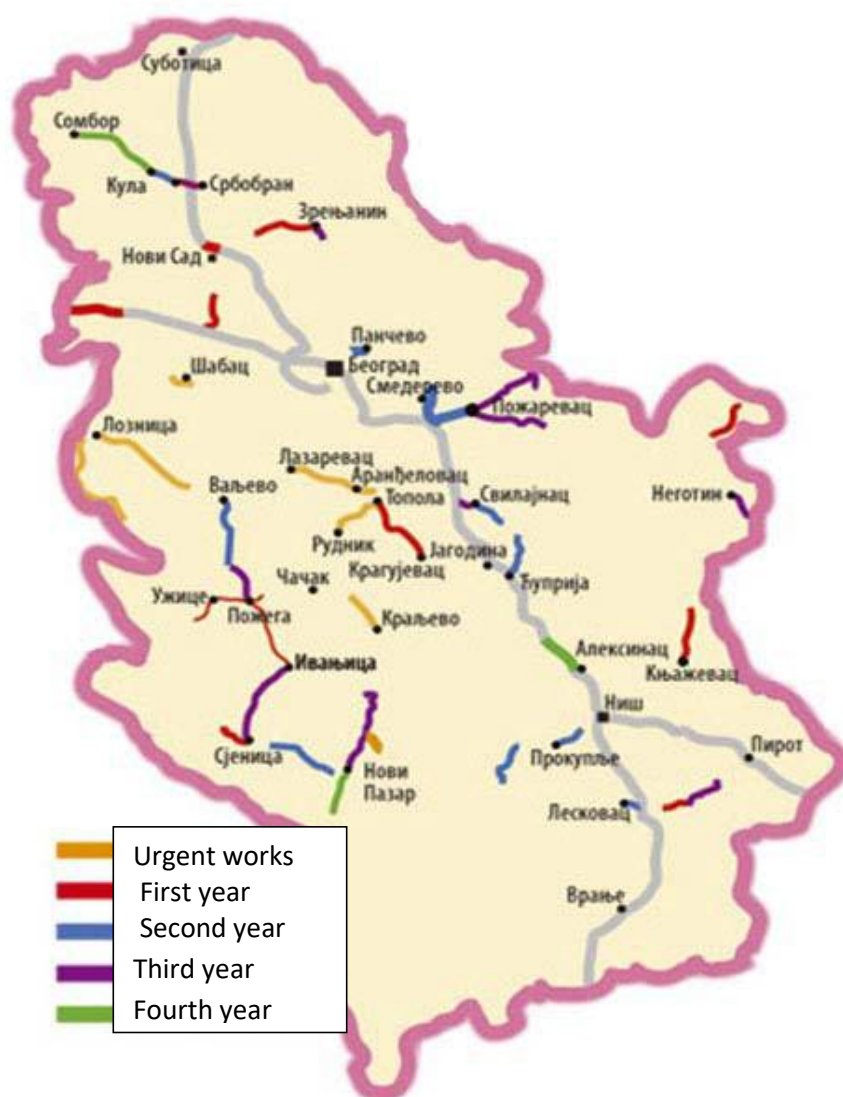 Суботица
Сомбор
Кула
Србобран
Зрењанин
Нови Сад
Панчево
Београд
Шабац
Смедерево
Пожаревац
Лозница
Лазаревац
Аранђеловац
Ваљево
Топола
Свилајнац
Неготин
Рудник
Крагујевац
Јагодина
Чачак
Ћуприја
Ужице
Пожега
Краљево
Алексинац
Књажевац
Ивањица
Ниш
Сјеница
Нови
Пазар
Прокупље
Пирот
Лесковац
Врање
Urgent works
First year
Second year
Third year
Fourth year